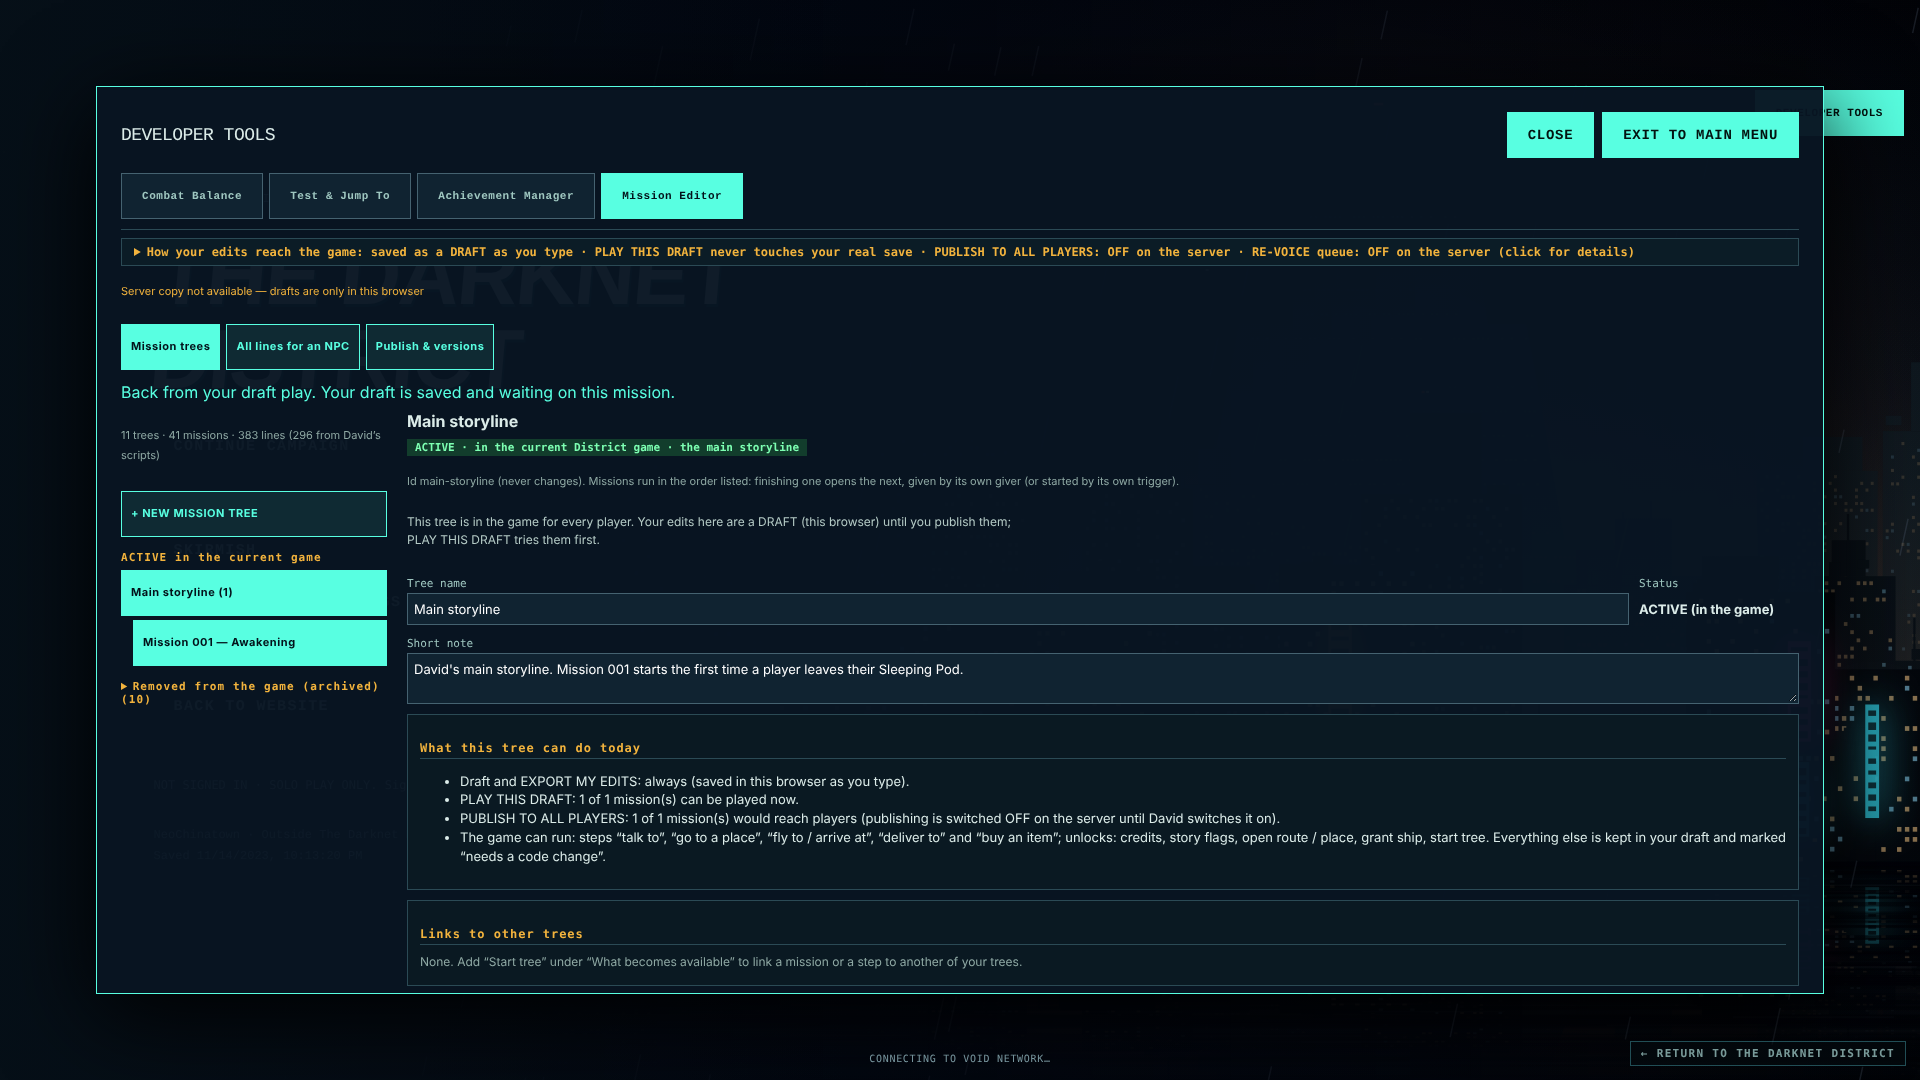 DEVELOPER TOOLS
CLOSE
EXIT TO MAIN MENU
PER TOOLS
Combat Balance
Test & Jump To
Achievement Manager
Mission Editor
▶ How your edits reach the game: saved as a DRAFT as you type · PLAY THIS DRAFT never touches your real save · PUBLISH TO ALL PLAYERS: OFF on the server · RE-VOICE queue: OFF on the server (click for details)
THE DARKNET
DISTRICT
Server copy not available — drafts are only in this browser
Mission trees
All lines for an NPC
Publish & versions
Back from your draft play. Your draft is saved and waiting on this mission.
11 trees · 41 missions · 383 lines (296 from David's
scripts)
CONTINUE CAMPAIGN
+ NEW MISSION TREE
ACTIVE in the current game
Main storyline (1)
Mission 001 — Awakening
▶ Removed from the game (archived)
(10)
BACK TO WEBSITE
Main storyline
ACTIVE · in the current District game · the main storyline
Id main-storyline (never changes). Missions run in the order listed: finishing one opens the next, given by its own giver (or started by its own trigger).
This tree is in the game for every player. Your edits here are a DRAFT (this browser) until you publish them;
PLAY THIS DRAFT tries them first.
Tree name
Status
Main storyline
ACTIVE (in the game)
Short note
David's main storyline. Mission 001 starts the first time a player leaves their Sleeping Pod.
What this tree can do today
• Draft and EXPORT MY EDITS: always (saved in this browser as you type).
• PLAY THIS DRAFT: 1 of 1 mission(s) can be played now.
• PUBLISH TO ALL PLAYERS: 1 of 1 mission(s) would reach players (publishing is switched OFF on the server until David switches it on).
• The game can run: steps “talk to”, “go to a place”, “fly to / arrive at”, “deliver to” and “buy an item”; unlocks: credits, story flags, open route / place, grant ship, start tree. Everything else is kept in your draft and marked
“needs a code change”.
Links to other trees
None. Add “Start tree” under “What becomes available” to link a mission or a step to another of your trees.
CONNECTING TO VOID NETWORK…
← RETURN TO THE DARKNET DISTRICT